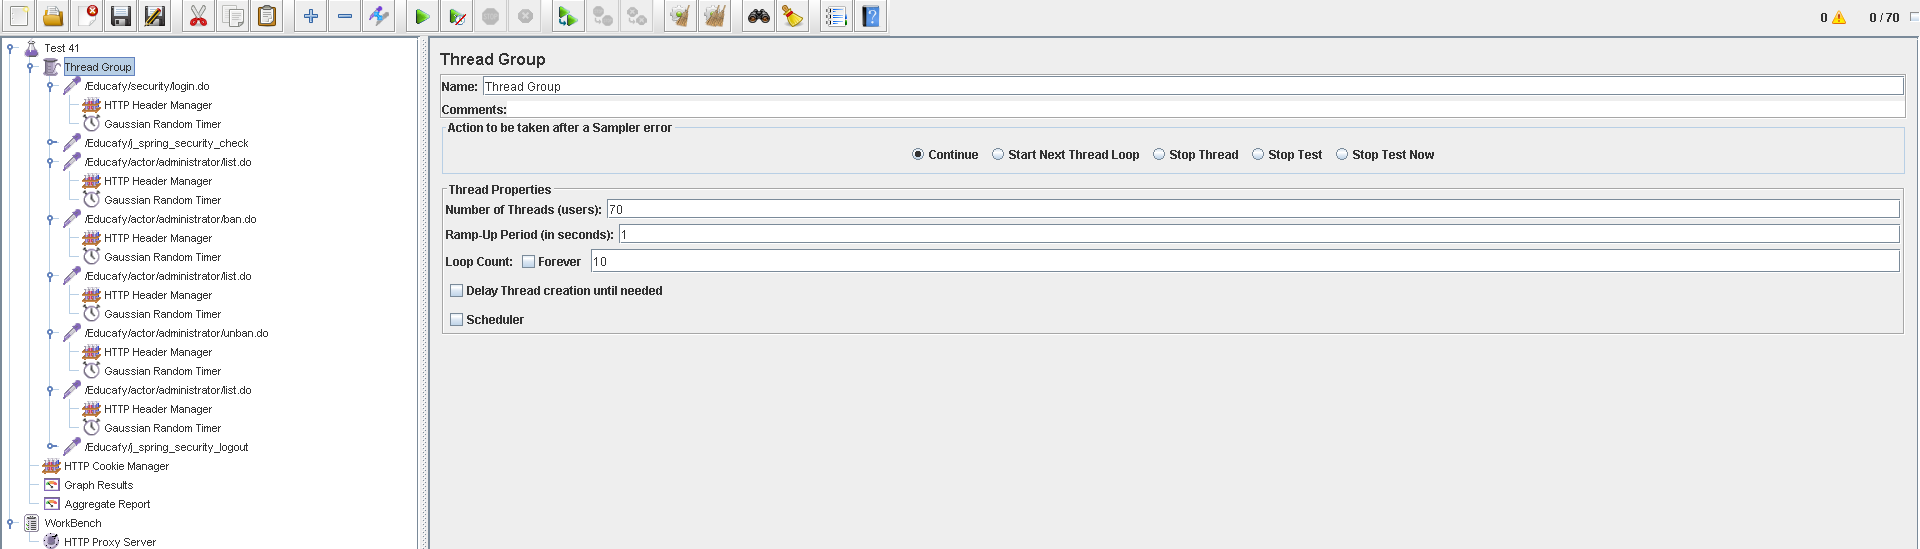 0 0 / 70
Test 41
Thread Group
/Educafy/security/login.do
HTTP Header Manager
Gaussian Random Timer
/Educafy/j_spring_security_check
/Educafy/actor/administrator/list.do
HTTP Header Manager
Gaussian Random Timer
/Educafy/actor/administrator/ban.do
HTTP Header Manager
Gaussian Random Timer
/Educafy/actor/administrator/list.do
HTTP Header Manager
Gaussian Random Timer
/Educafy/actor/administrator/unban.do
HTTP Header Manager
Gaussian Random Timer
/Educafy/actor/administrator/list.do
HTTP Header Manager
Gaussian Random Timer
/Educafy/j_spring_security_logout
HTTP Cookie Manager
Graph Results
Aggregate Report
WorkBench
HTTP Proxy Server
Thread Group
Name: Thread Group
Comments:
Action to be taken after a Sampler error
Continue Start Next Thread Loop Stop Thread Stop Test Stop Test Now
Thread Properties
Number of Threads (users): 70
Ramp-Up Period (in seconds): 1
Loop Count: Forever 10
Delay Thread creation until needed
Scheduler